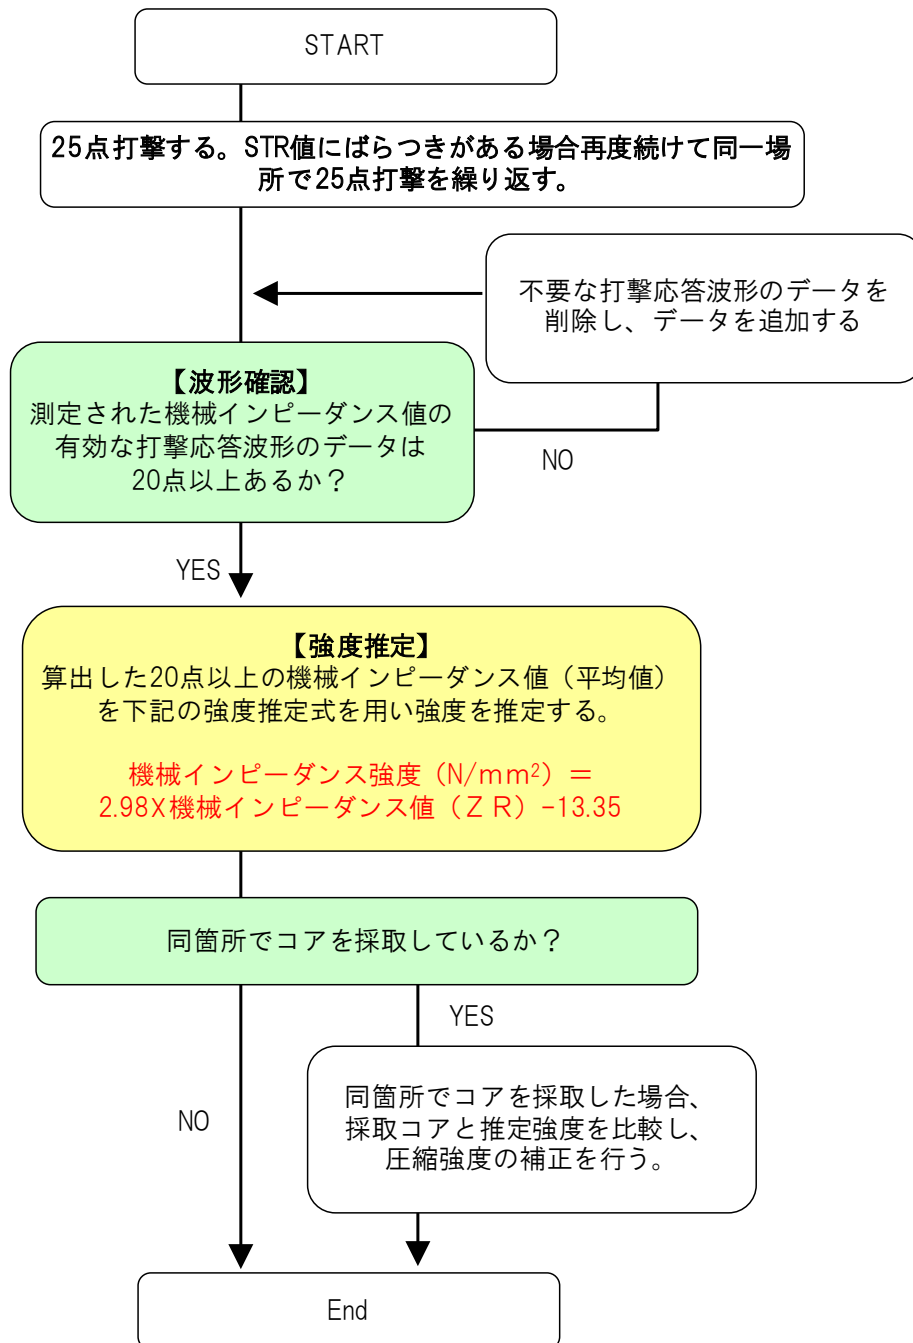 START
25点打撃する。STR値にばらつきがある場合再度続けて同一場
所で25点打撃を繰り返す。
不要な打撃応答波形のデータを
削除し、データを追加する
【波形確認】
測定された機械インピーダンス値の
有効な打撃応答波形のデータは
20点以上あるか？
NO
YES
【強度推定】
算出した20点以上の機械インピーダンス値（平均値）
を下記の強度推定式を用い強度を推定する。
機械インピーダンス強度（N/mm²）＝
2.98X機械インピーダンス値（ＺＲ）-13.35
同箇所でコアを採取しているか？
YES
同箇所でコアを採取した場合、
採取コアと推定強度を比較し、
圧縮強度の補正を行う。
NO
End